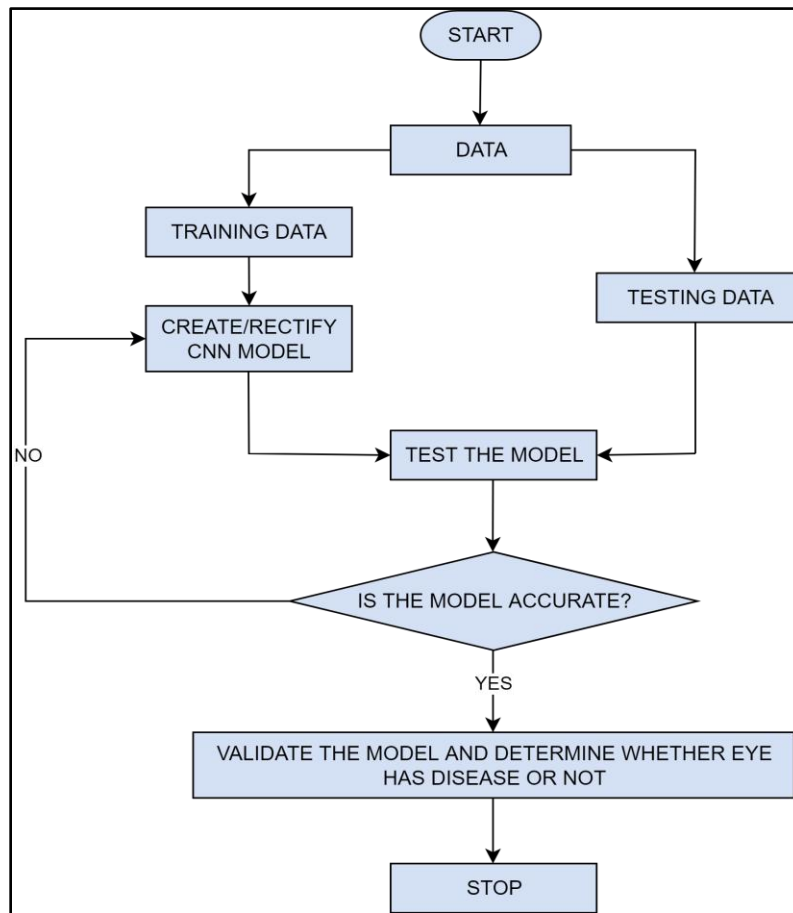 START
DATA
TRAINING DATA
TESTING DATA
CREATE/RECTIFY
CNN MODEL
TEST THE MODEL
NO
IS THE MODEL ACCURATE?
YES
VALIDATE THE MODEL AND DETERMINE WHETHER EYE
HAS DISEASE OR NOT
STOP